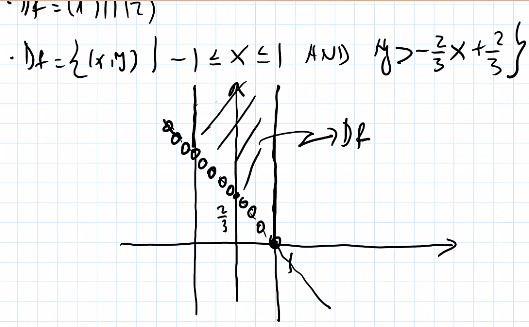 · Df = {(x,y) | -1 ≤ x ≤ 1 AND y > -2/3 x + 2/3}
Df
2/3
1